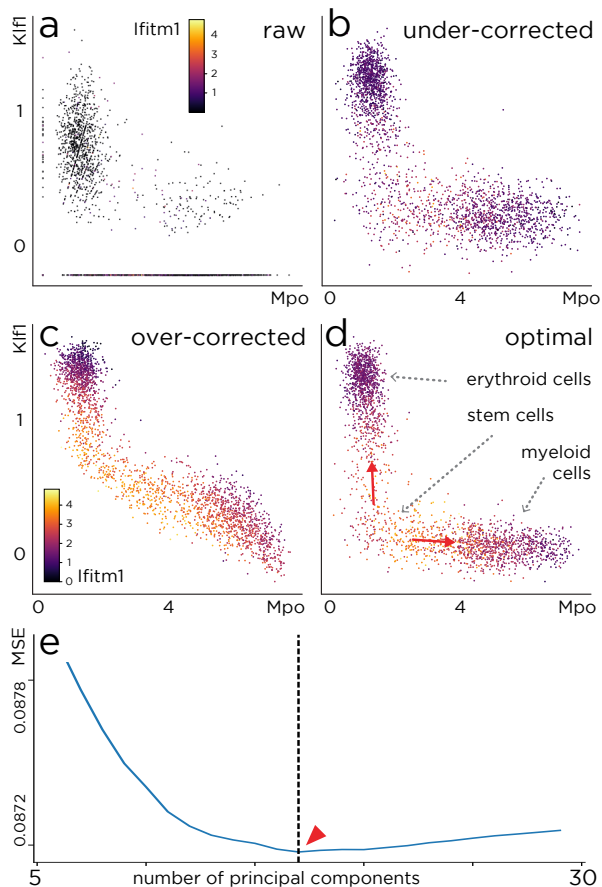 a
Ifitm1
raw
Klf1
4
3
2
1
1
0
Mpo
b
under-corrected
0
4
Mpo
c
over-corrected
Klf1
1
4
3
2
1
0
Ifitm1
0
0
4
Mpo
d
optimal
erythroid cells
stem cells
myeloid
cells
0
4
Mpo
e
MSE
0.0878
0.0872
5
number of principal components
30